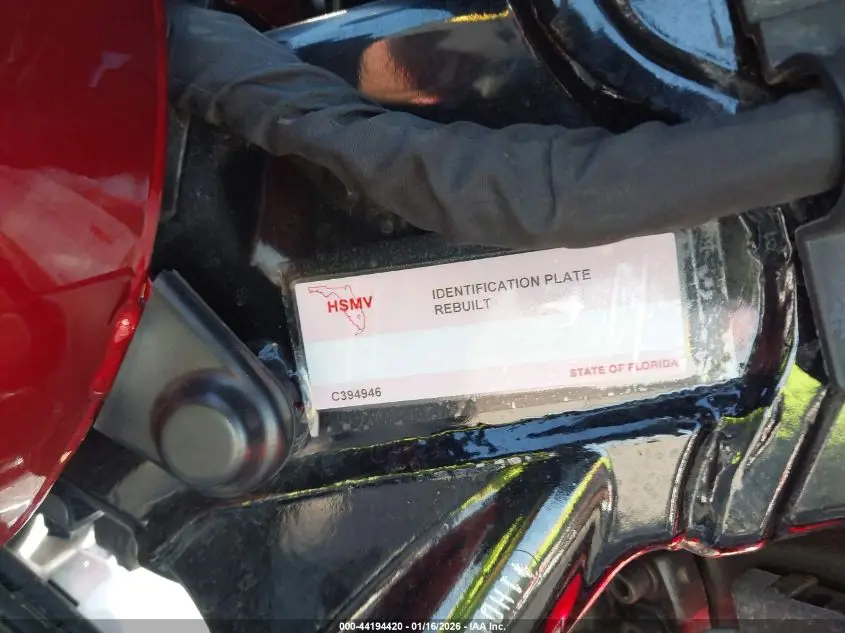 HSMV
IDENTIFICATION PLATE
REBUILT
C394946
STATE OF FLORIDA
000-44194420 - 01/16/2026 - IAA Inc.